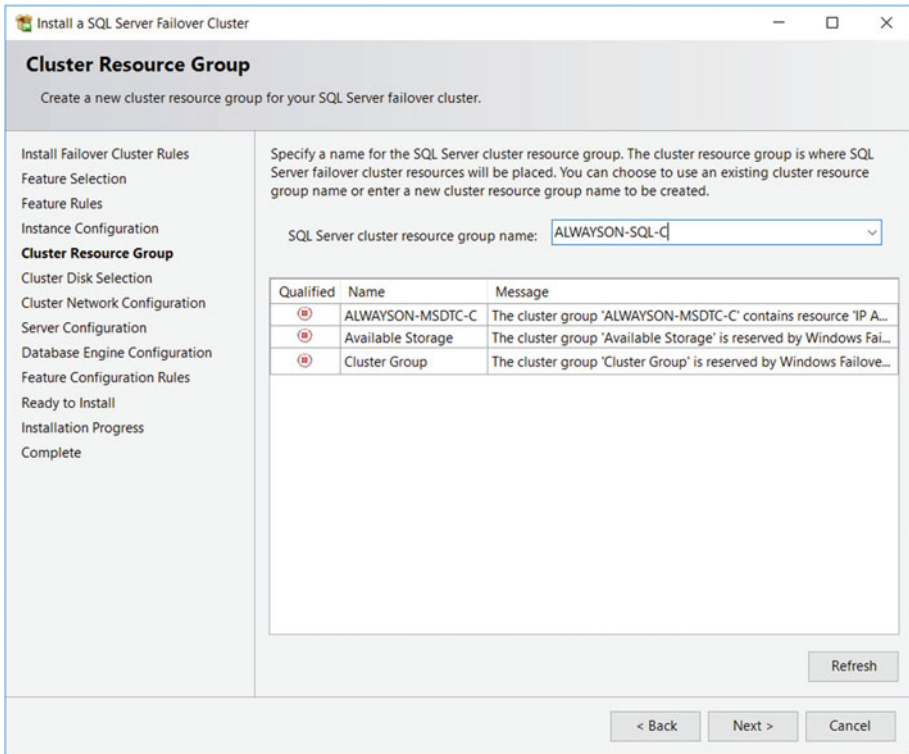 Install a SQL Server Failover Cluster
Cluster Resource Group
Create a new cluster resource group for your SQL Server failover cluster.
Install Failover Cluster Rules
Feature Selection
Feature Rules
Instance Configuration
Cluster Resource Group
Cluster Disk Selection
Cluster Network Configuration
Server Configuration
Database Engine Configuration
Feature Configuration Rules
Ready to Install
Installation Progress
Complete
Specify a name for the SQL Server cluster resource group. The cluster resource group is where SQL
Server failover cluster resources will be placed. You can choose to use an existing cluster resource
group name or enter a new cluster resource group name to be created.
SQL Server cluster resource group name: ALWAYSON-SQL-C
Qualified Name Message
ALWAYSON-MSDTC-C The cluster group 'ALWAYSON-MSDTC-C' contains resource 'IP A...
Available Storage The cluster group 'Available Storage' is reserved by Windows Fai...
Cluster Group The cluster group 'Cluster Group' is reserved by Windows Failove...
Refresh
< Back Next > Cancel